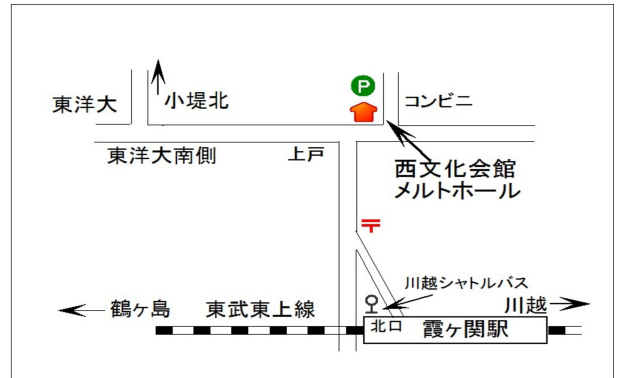 東洋大
小堤北
P
コンビニ
東洋大南側
上戸
西文化会館
メルトホール
〒
川越シャトルバス
鶴ヶ島
東武東上線
川越
北口
霞ヶ関駅